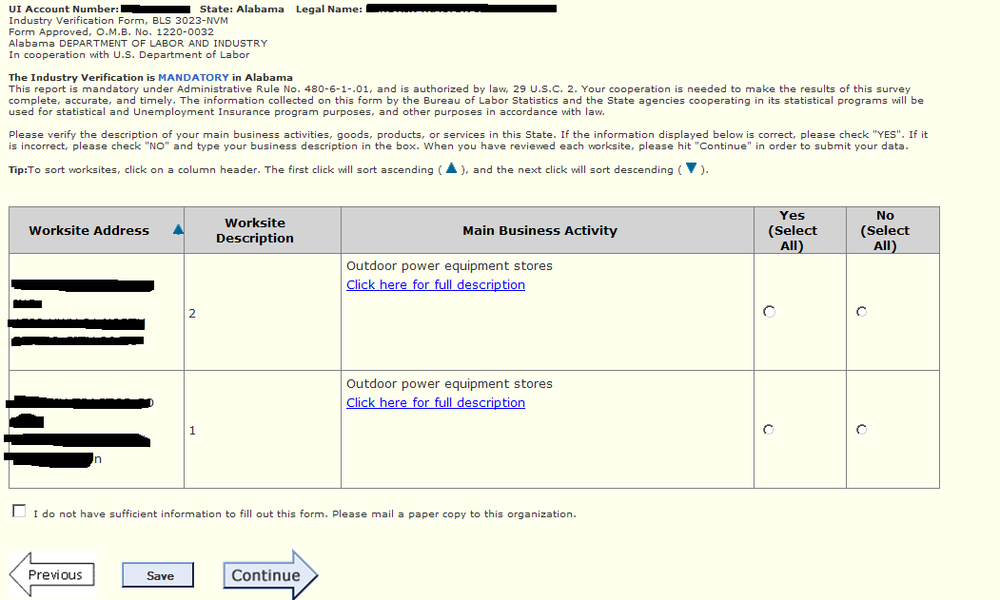 UI Account Number: State: Alabama Legal Name:
Industry Verification Form, BLS 3023-NVM
Form Approved, O.M.B. No. 1220-0032
Alabama DEPARTMENT OF LABOR AND INDUSTRY
In cooperation with U.S. Department of Labor
The Industry Verification is MANDATORY in Alabama
This report is mandatory under Administrative Rule No. 480-6-1-.01, and is authorized by law, 29 U.S.C. 2. Your cooperation is needed to make the results of this survey
complete, accurate, and timely. The information collected on this form by the Bureau of Labor Statistics and the State agencies cooperating in its statistical programs will be
used for statistical and Unemployment Insurance program purposes, and other purposes in accordance with law.
Please verify the description of your main business activities, goods, products, or services in this State. If the information displayed below is correct, please check "YES". If it
is incorrect, please check "NO" and type your business description in the box. When you have reviewed each worksite, please hit "Continue" in order to submit your data.
Tip:To sort worksites, click on a column header. The first click will sort ascending ( ), and the next click will sort descending ( ).
Worksite Address
Worksite
Description
Main Business Activity
Yes
(Select
All)
No
(Select
All)
2
Outdoor power equipment stores
Click here for full description
1
Outdoor power equipment stores
Click here for full description
I do not have sufficient information to fill out this form. Please mail a paper copy to this organization.
Previous
Save
Continue